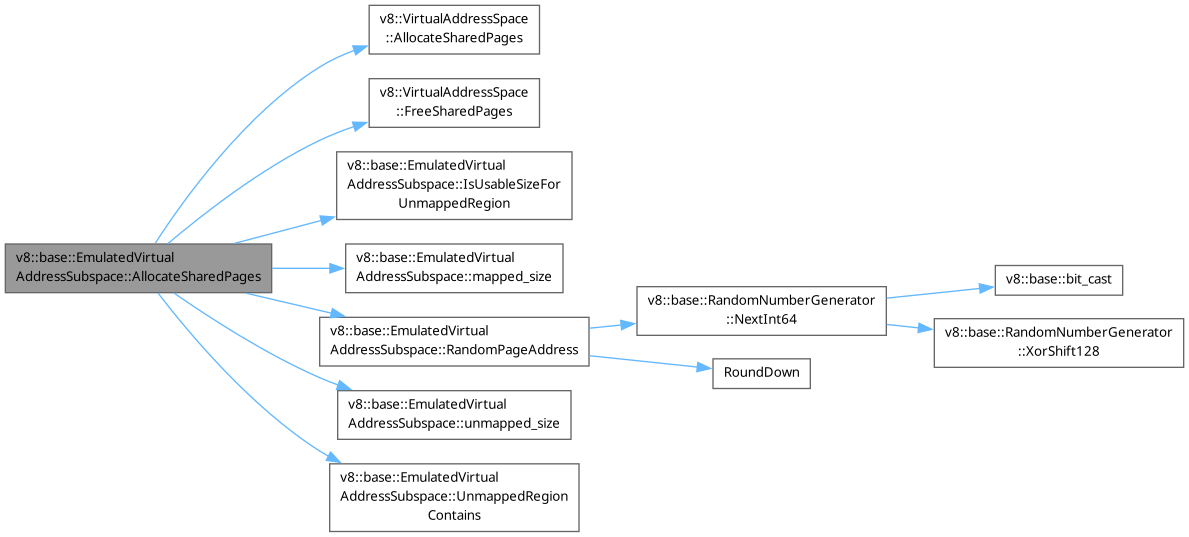 v8::VirtualAddressSpace
::AllocateSharedPages
v8::VirtualAddressSpace
::FreeSharedPages
v8::base::EmulatedVirtual
AddressSubspace::IsUsableSizeFor
UnmappedRegion
v8::base::EmulatedVirtual
AddressSubspace::AllocateSharedPages
v8::base::EmulatedVirtual
AddressSubspace::mapped_size
v8::base::EmulatedVirtual
AddressSubspace::RandomPageAddress
v8::base::RandomNumberGenerator
::NextInt64
v8::base::bit_cast
v8::base::RandomNumberGenerator
::XorShift128
RoundDown
v8::base::EmulatedVirtual
AddressSubspace::unmapped_size
v8::base::EmulatedVirtual
AddressSubspace::UnmappedRegion
Contains